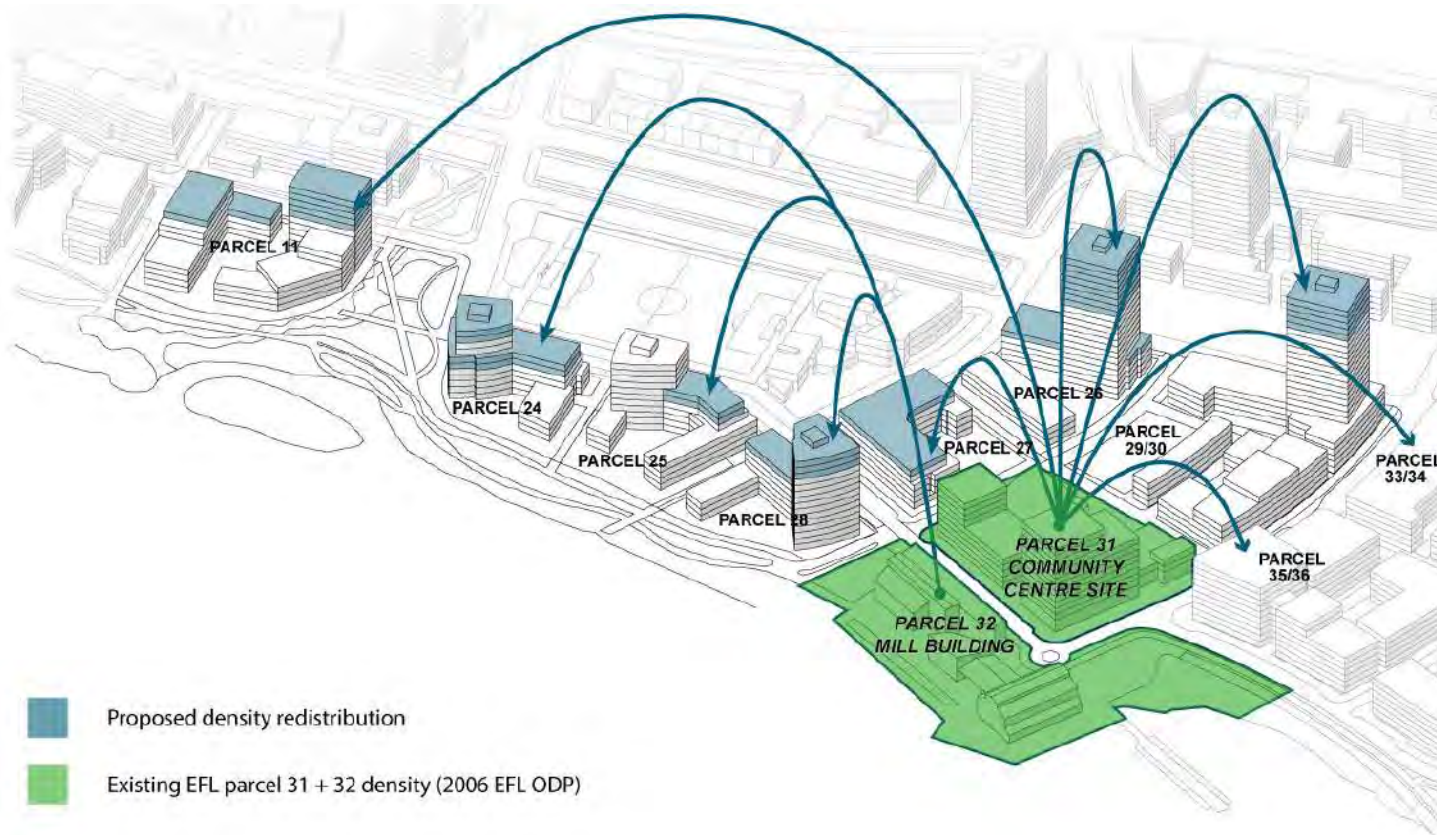 PARCEL 11
PARCEL 24
PARCEL 25
PARCEL 28
PARCEL 27
PARCEL 26
PARCEL
29/30
PARCEL
33/34
PARCEL
35/36
PARCEL 31
COMMUNITY
CENTRE SITE
PARCEL 32
MILL BUILDING
Proposed density redistribution
Existing EFL parcel 31 + 32 density (2006 EFL ODP)